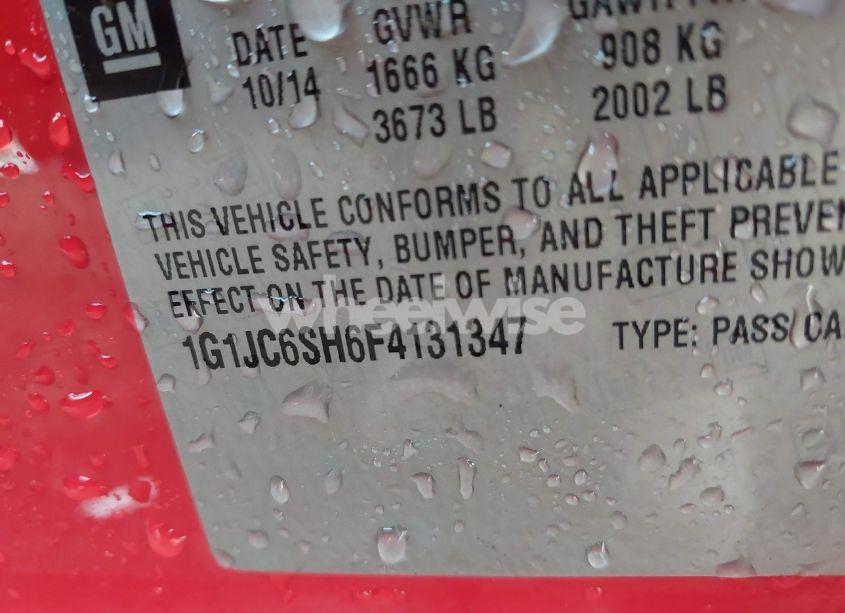 GM
DATE GVWR
10/14 1666 KG 908 KG
3673 LB 2002 LB
THIS VEHICLE CONFORMS TO ALL APPLICABLE
VEHICLE SAFETY, BUMPER, AND THEFT
EFFECT ON THE DATE OF MANUFACTURE
wheelwise
1G1JC6SH6F4131347 TYPE: PASS